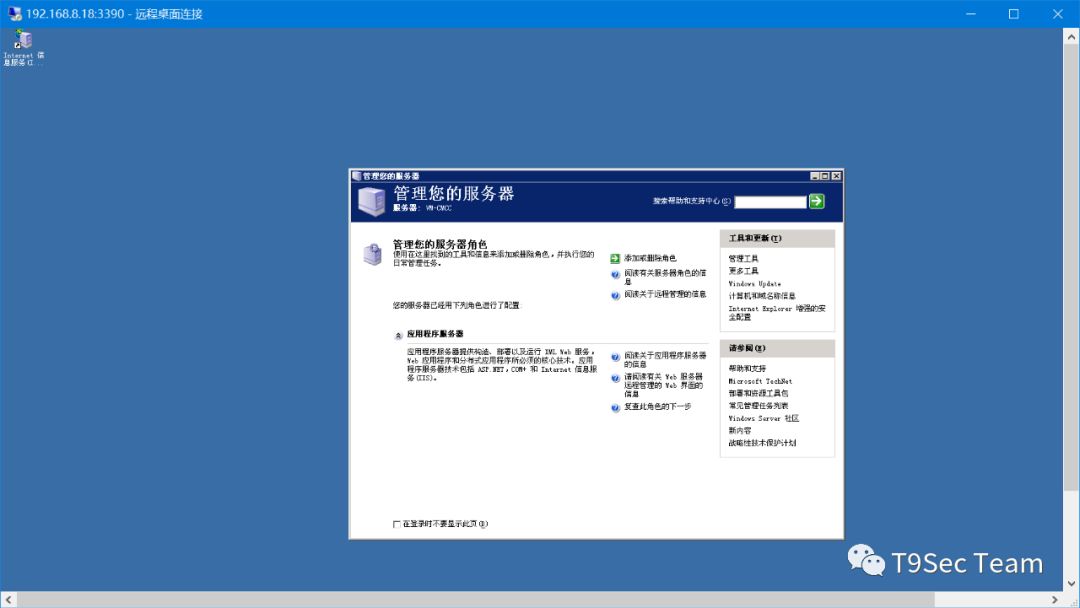 192.168.8.18:3390 - 远程桌面连接
Internet 信
息服务(I...
管理您的服务器
管理您的服务器
服务器: VM-CMCC
搜索帮助和支持中心(S)
管理您的服务器角色
使用在这里找到的工具和信息来添加或删除角色，并执行您的
日常管理任务。
添加或删除角色
阅读有关服务器角色的信
息
阅读关于远程管理的信息
您的服务器已经用下列角色进行了配置:
应用程序服务器
应用程序服务器提供构造、部署以及运行 XML Web 服务，
Web 应用程序和分布式应用程序所必须的核心技术。应用
程序服务器技术包括 ASP.NET，COM+ 和 Internet 信息服
务(IIS)。
阅读关于应用程序服务器
的信息
请阅读有关 Web 服务器
远程管理的 Web 界面的
信息
复查此角色的下一步
工具和更新(T)
管理工具
更多工具
Windows Update
计算机和域名称信息
Internet Explorer 增强的安
全配置
请参阅(E)
帮助和支持
Microsoft TechNet
部署和资源工具包
常见管理任务列表
Windows Server 社区
新内容
战略性技术保护计划
在登录时不要显示此页(D)
T9Sec Team